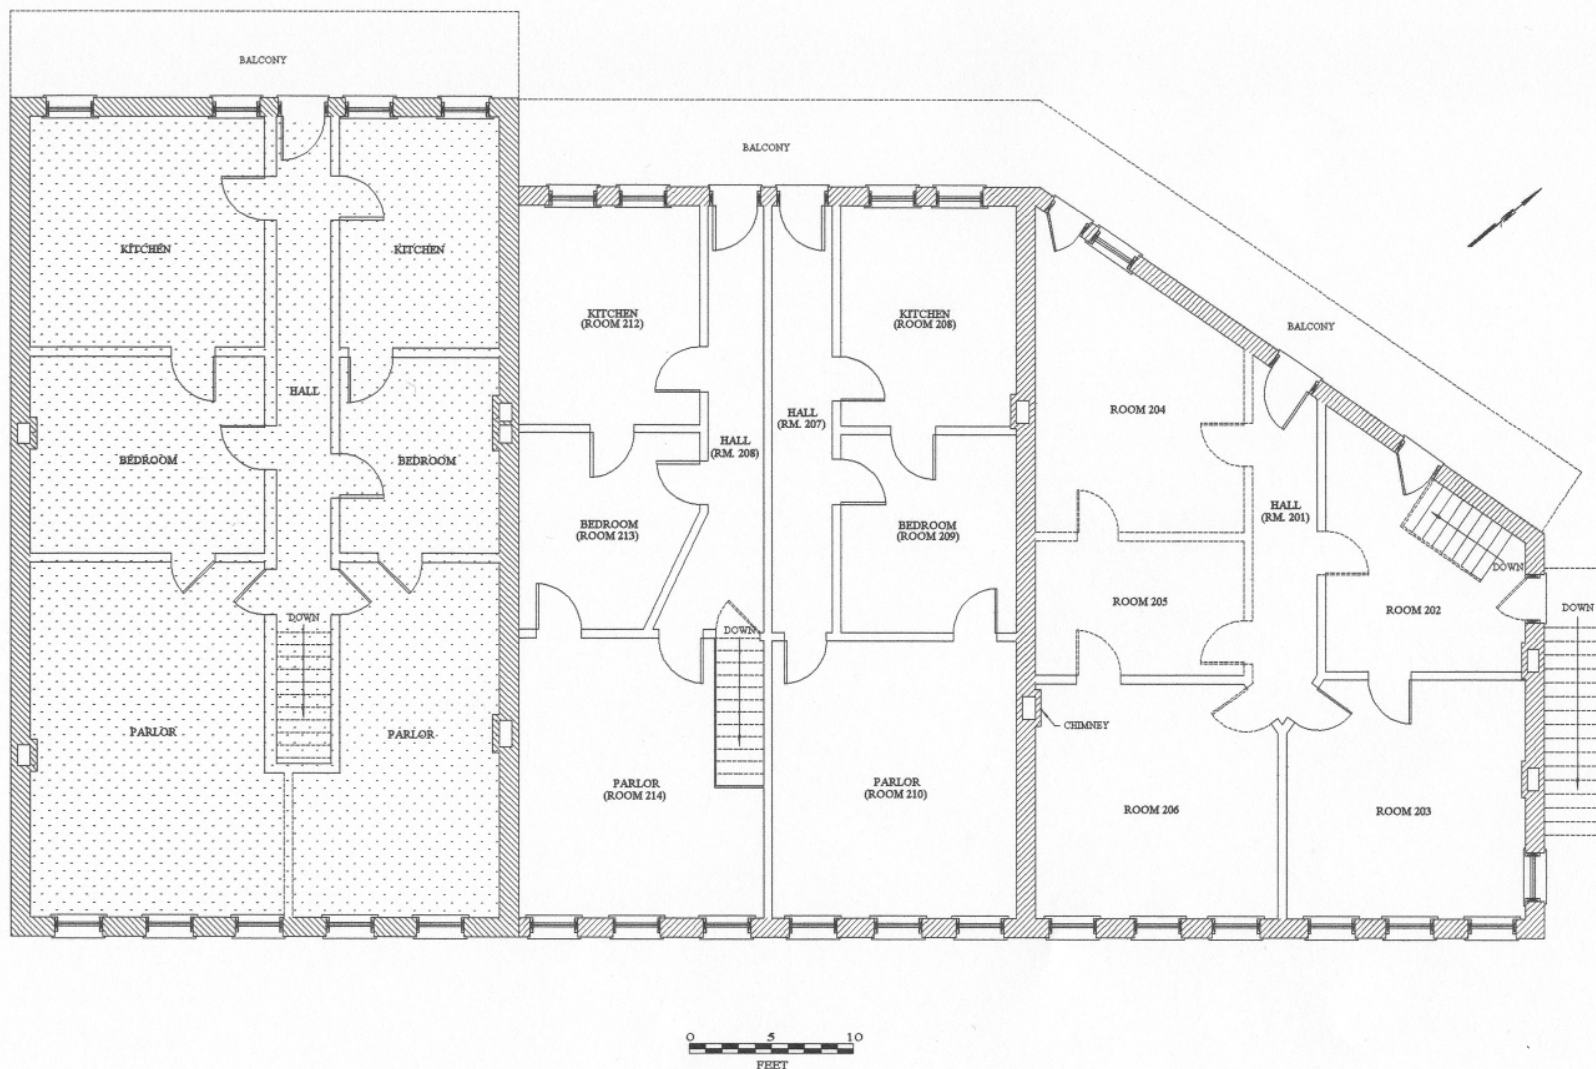 BALCONY
BALCONY
BALCONY
KITCHEN
KITCHEN
KITCHEN
(ROOM 212)
KITCHEN
(ROOM 208)
HALL
ROOM 204
HALL
(RM. 207)
HALL
(RM. 208)
BEDROOM
BEDROOM
BEDROOM
(ROOM 213)
BEDROOM
(ROOM 209)
HALL
(RM. 201)
DOWN
ROOM 205
ROOM 202
DOWN
DOWN
DOWN
PARLOR
PARLOR
CHIMNEY
PARLOR
(ROOM 214)
PARLOR
(ROOM 210)
ROOM 206
ROOM 203
0 5 10
FEET